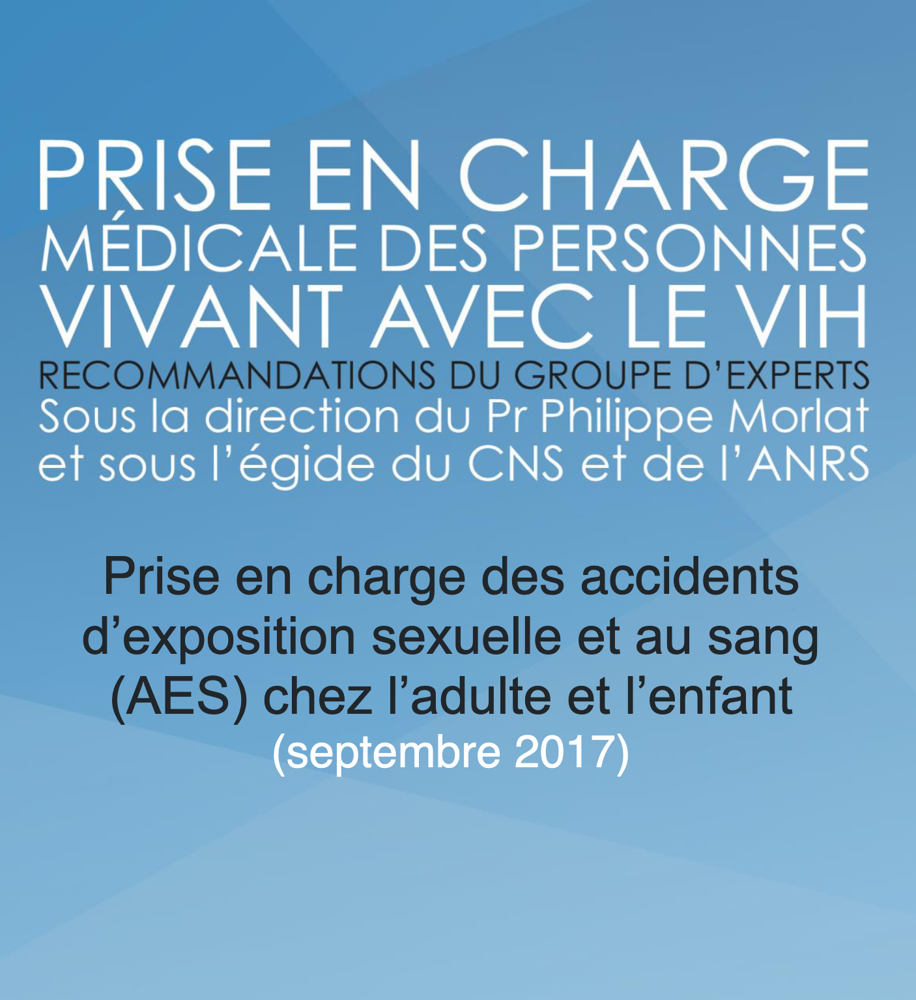 PRISE EN CHARGE
MÉDICALE DES PERSONNES
VIVANT AVEC LE VIH
RECOMMANDATIONS DU GROUPE D’EXPERTS
Sous la direction du Pr Philippe Morlat
et sous l’égide du CNS et de l’ANRS
Prise en charge des accidents
d’exposition sexuelle et au sang
(AES) chez l’adulte et l’enfant
(septembre 2017)